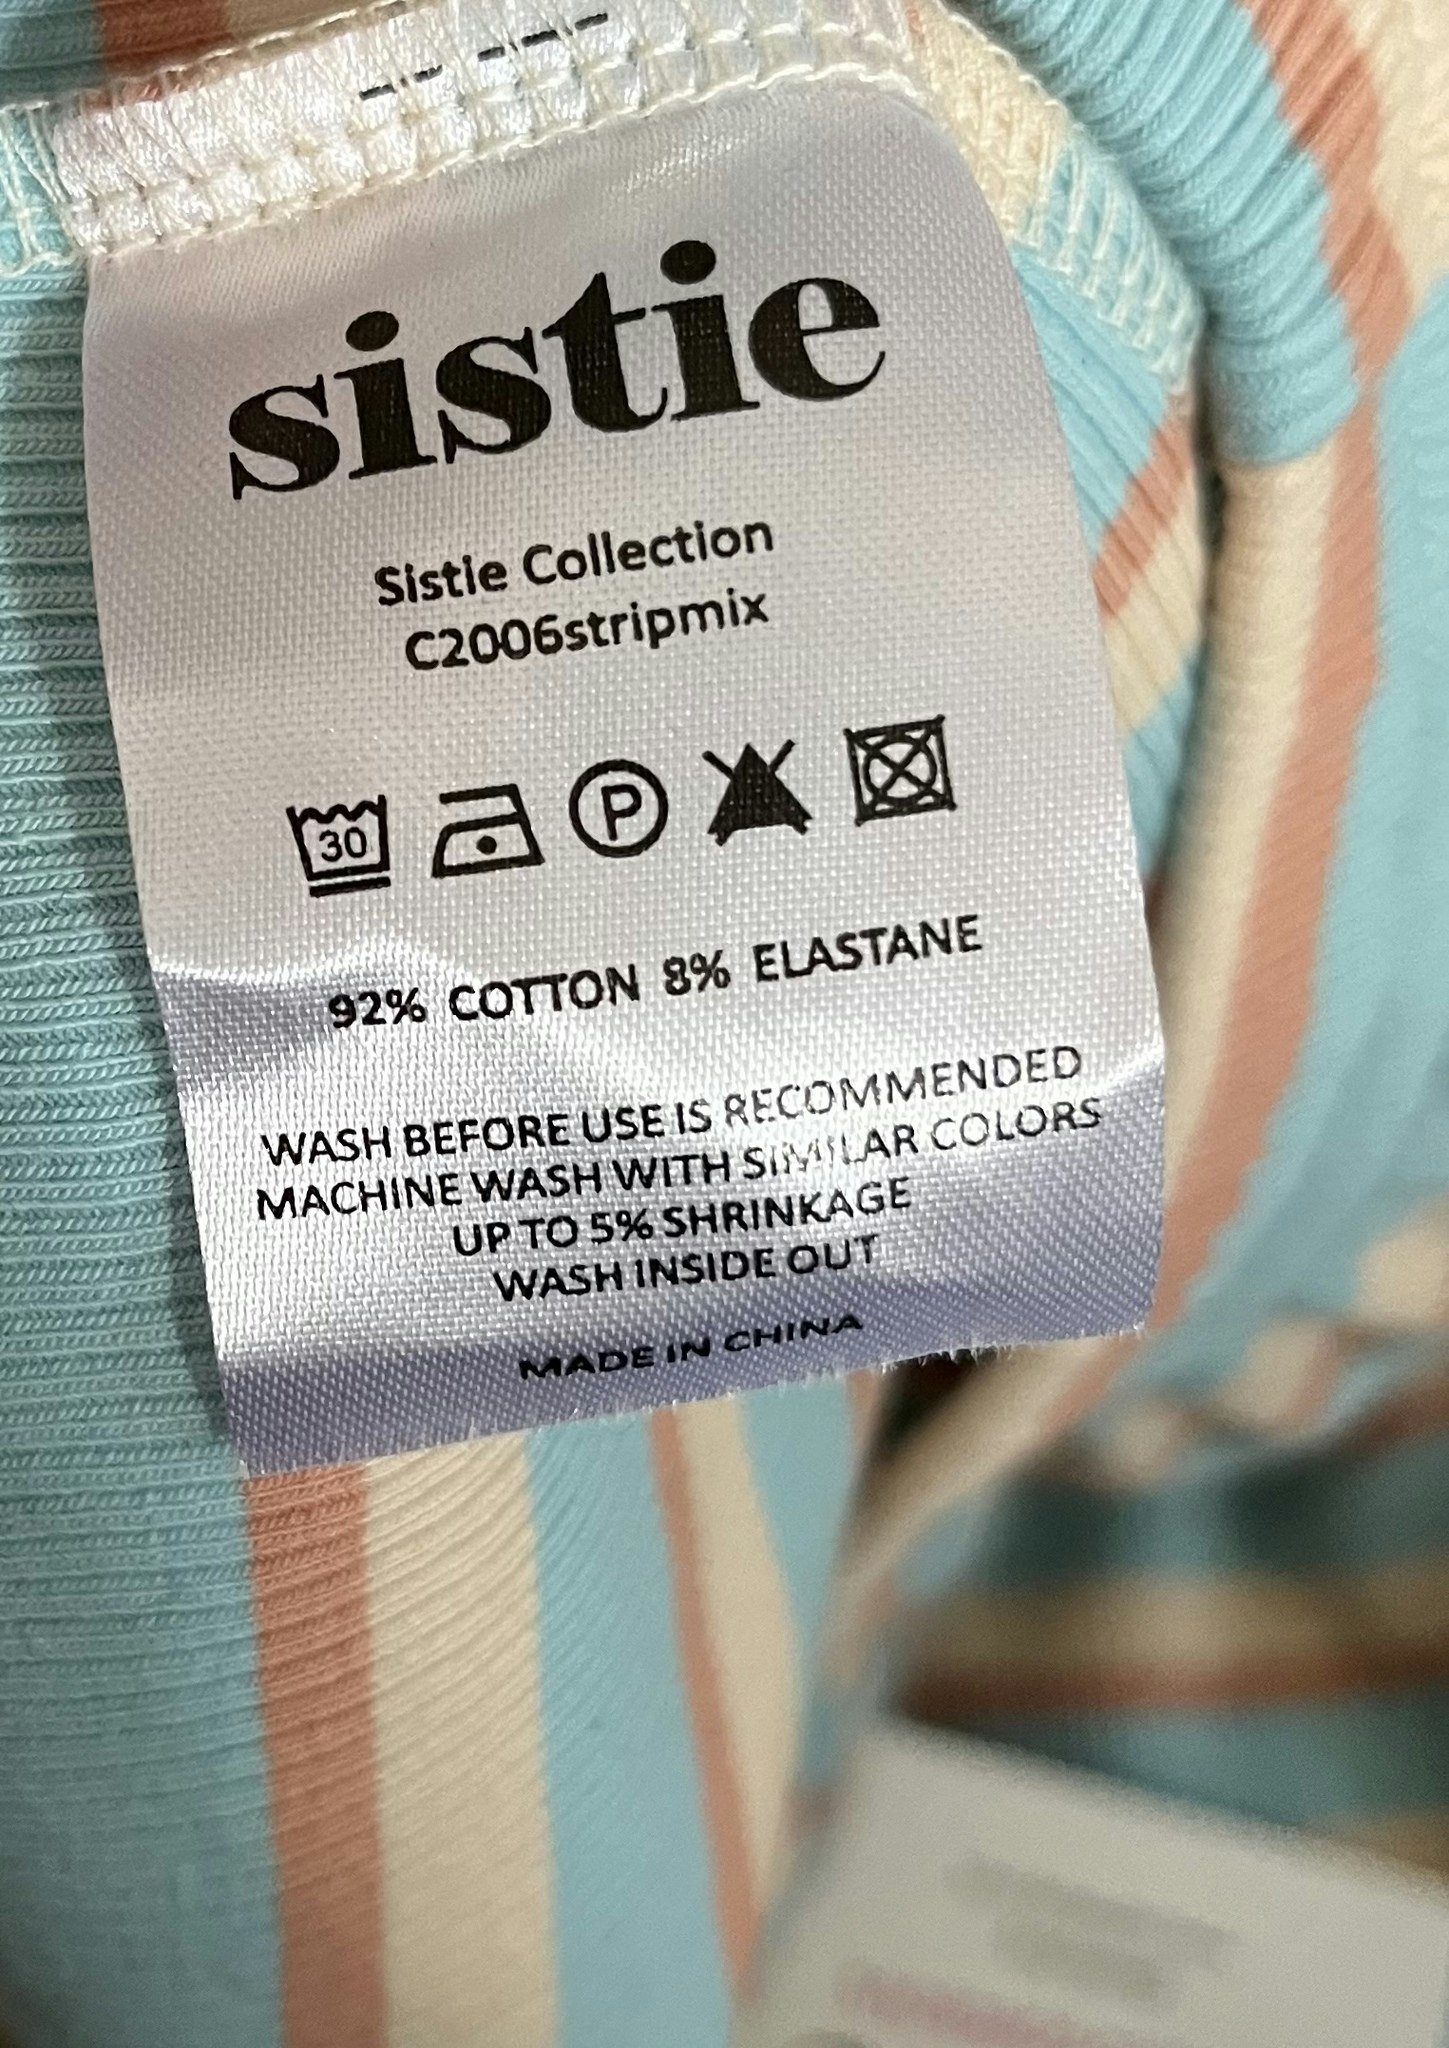 sistie
Sistie Collection
C2006stripmix
30 P
92% COTTON 8% ELASTANE
WASH BEFORE USE IS RECOMMENDED
MACHINE WASH WITH SIMILAR COLORS
UP TO 5% SHRINKAGE
WASH INSIDE OUT
MADE IN CHINA